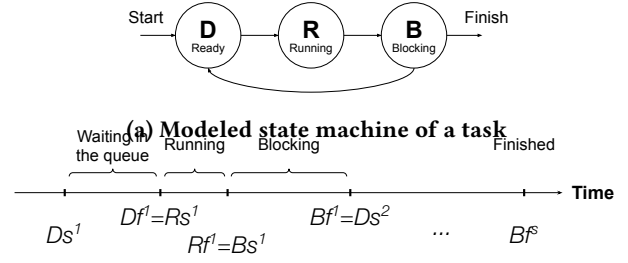 Start D R B Finish
Ready Running Blocking
(a) Modeled state machine of a task
Waiting in Running Blocking Finished
the queue
Time
Df¹=Rs¹ Bf¹=Ds²
Ds¹ Rf¹=Bs¹ ... Bfˢ